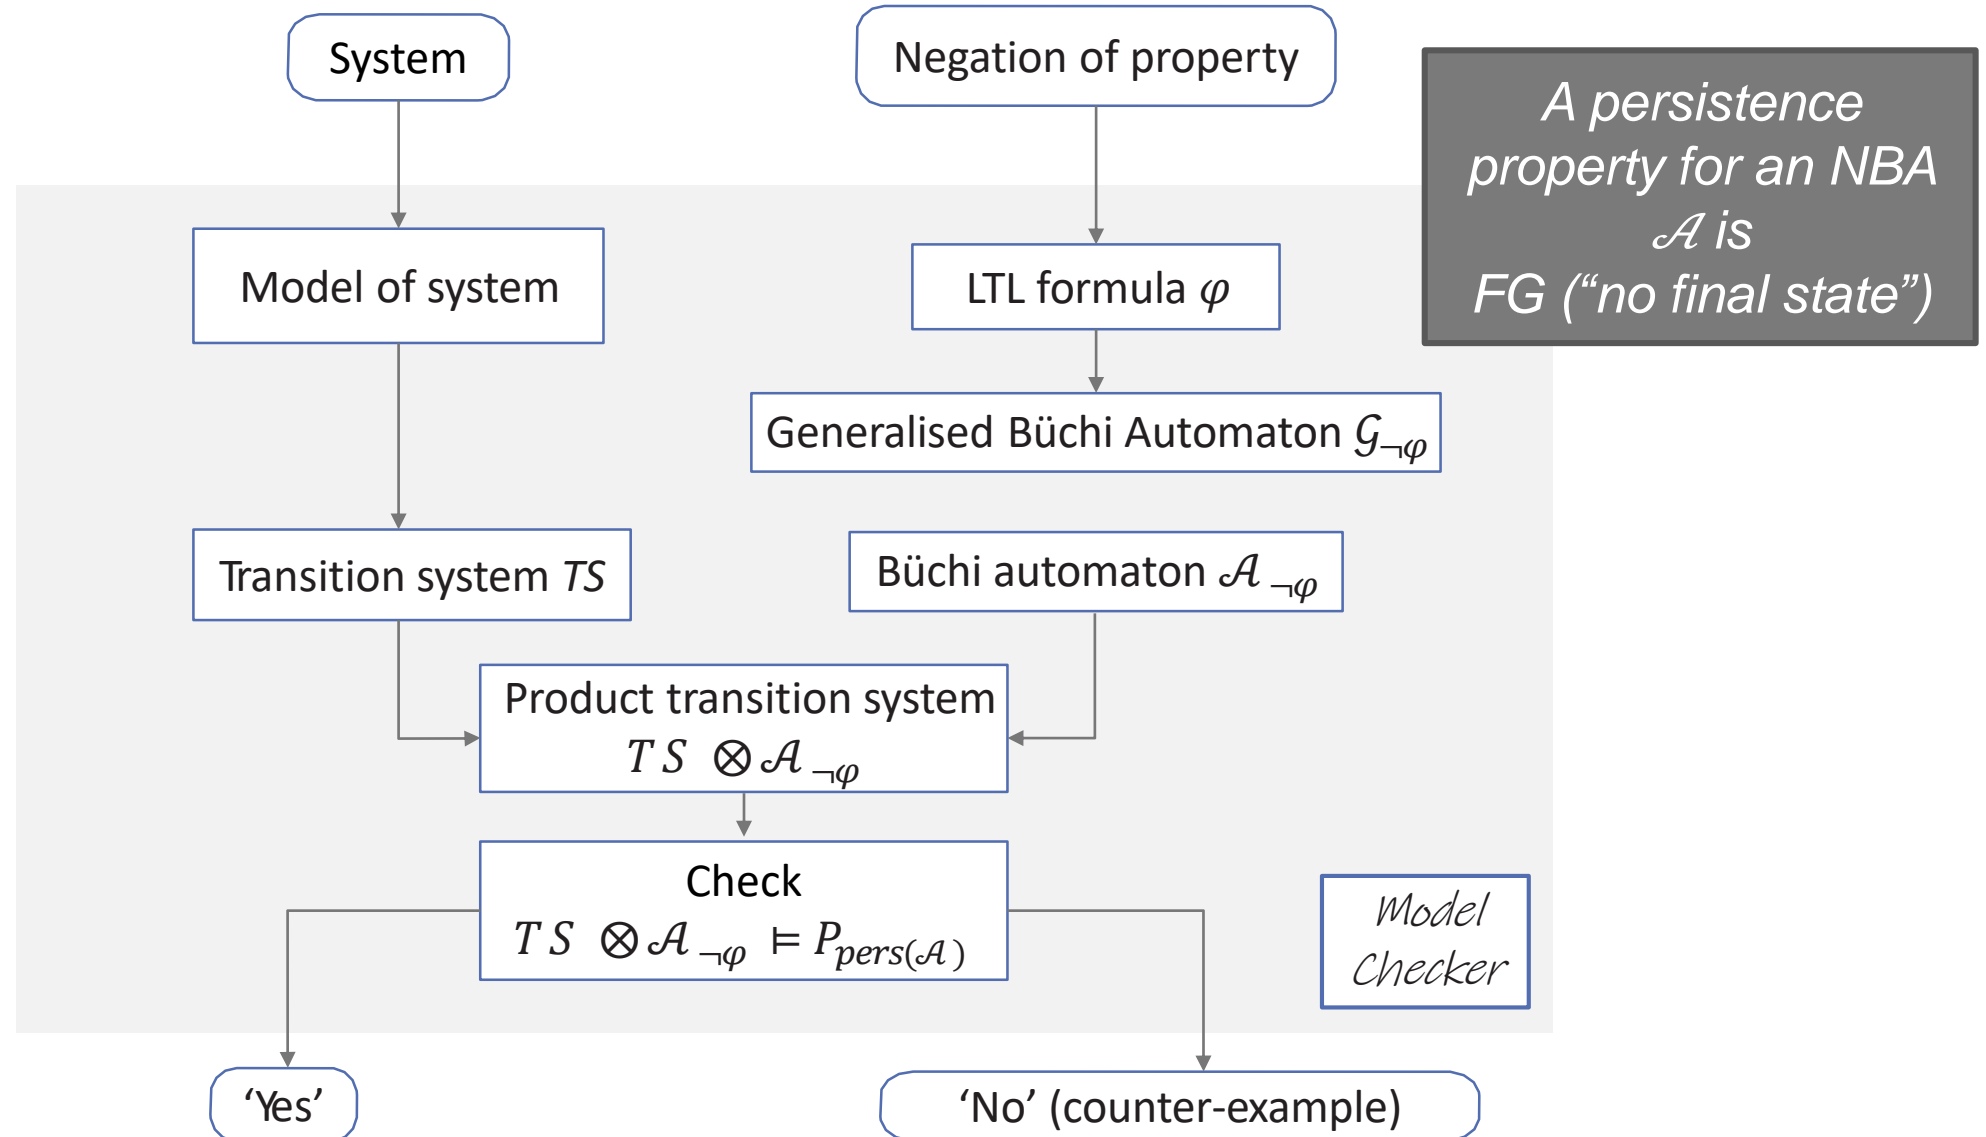 System
Negation of property
A persistence
property for an NBA
𝒜 is
FG (“no final state”)
Model of system
LTL formula φ
Generalised Büchi Automaton 𝒢¬φ
Transition system TS
Büchi automaton 𝒜 ¬φ
Product transition system
T S ⊗ 𝒜 ¬φ
Check
T S ⊗ 𝒜 ¬φ ⊨ Ppers(𝒜)
Model
Checker
‘Yes’
‘No’ (counter-example)